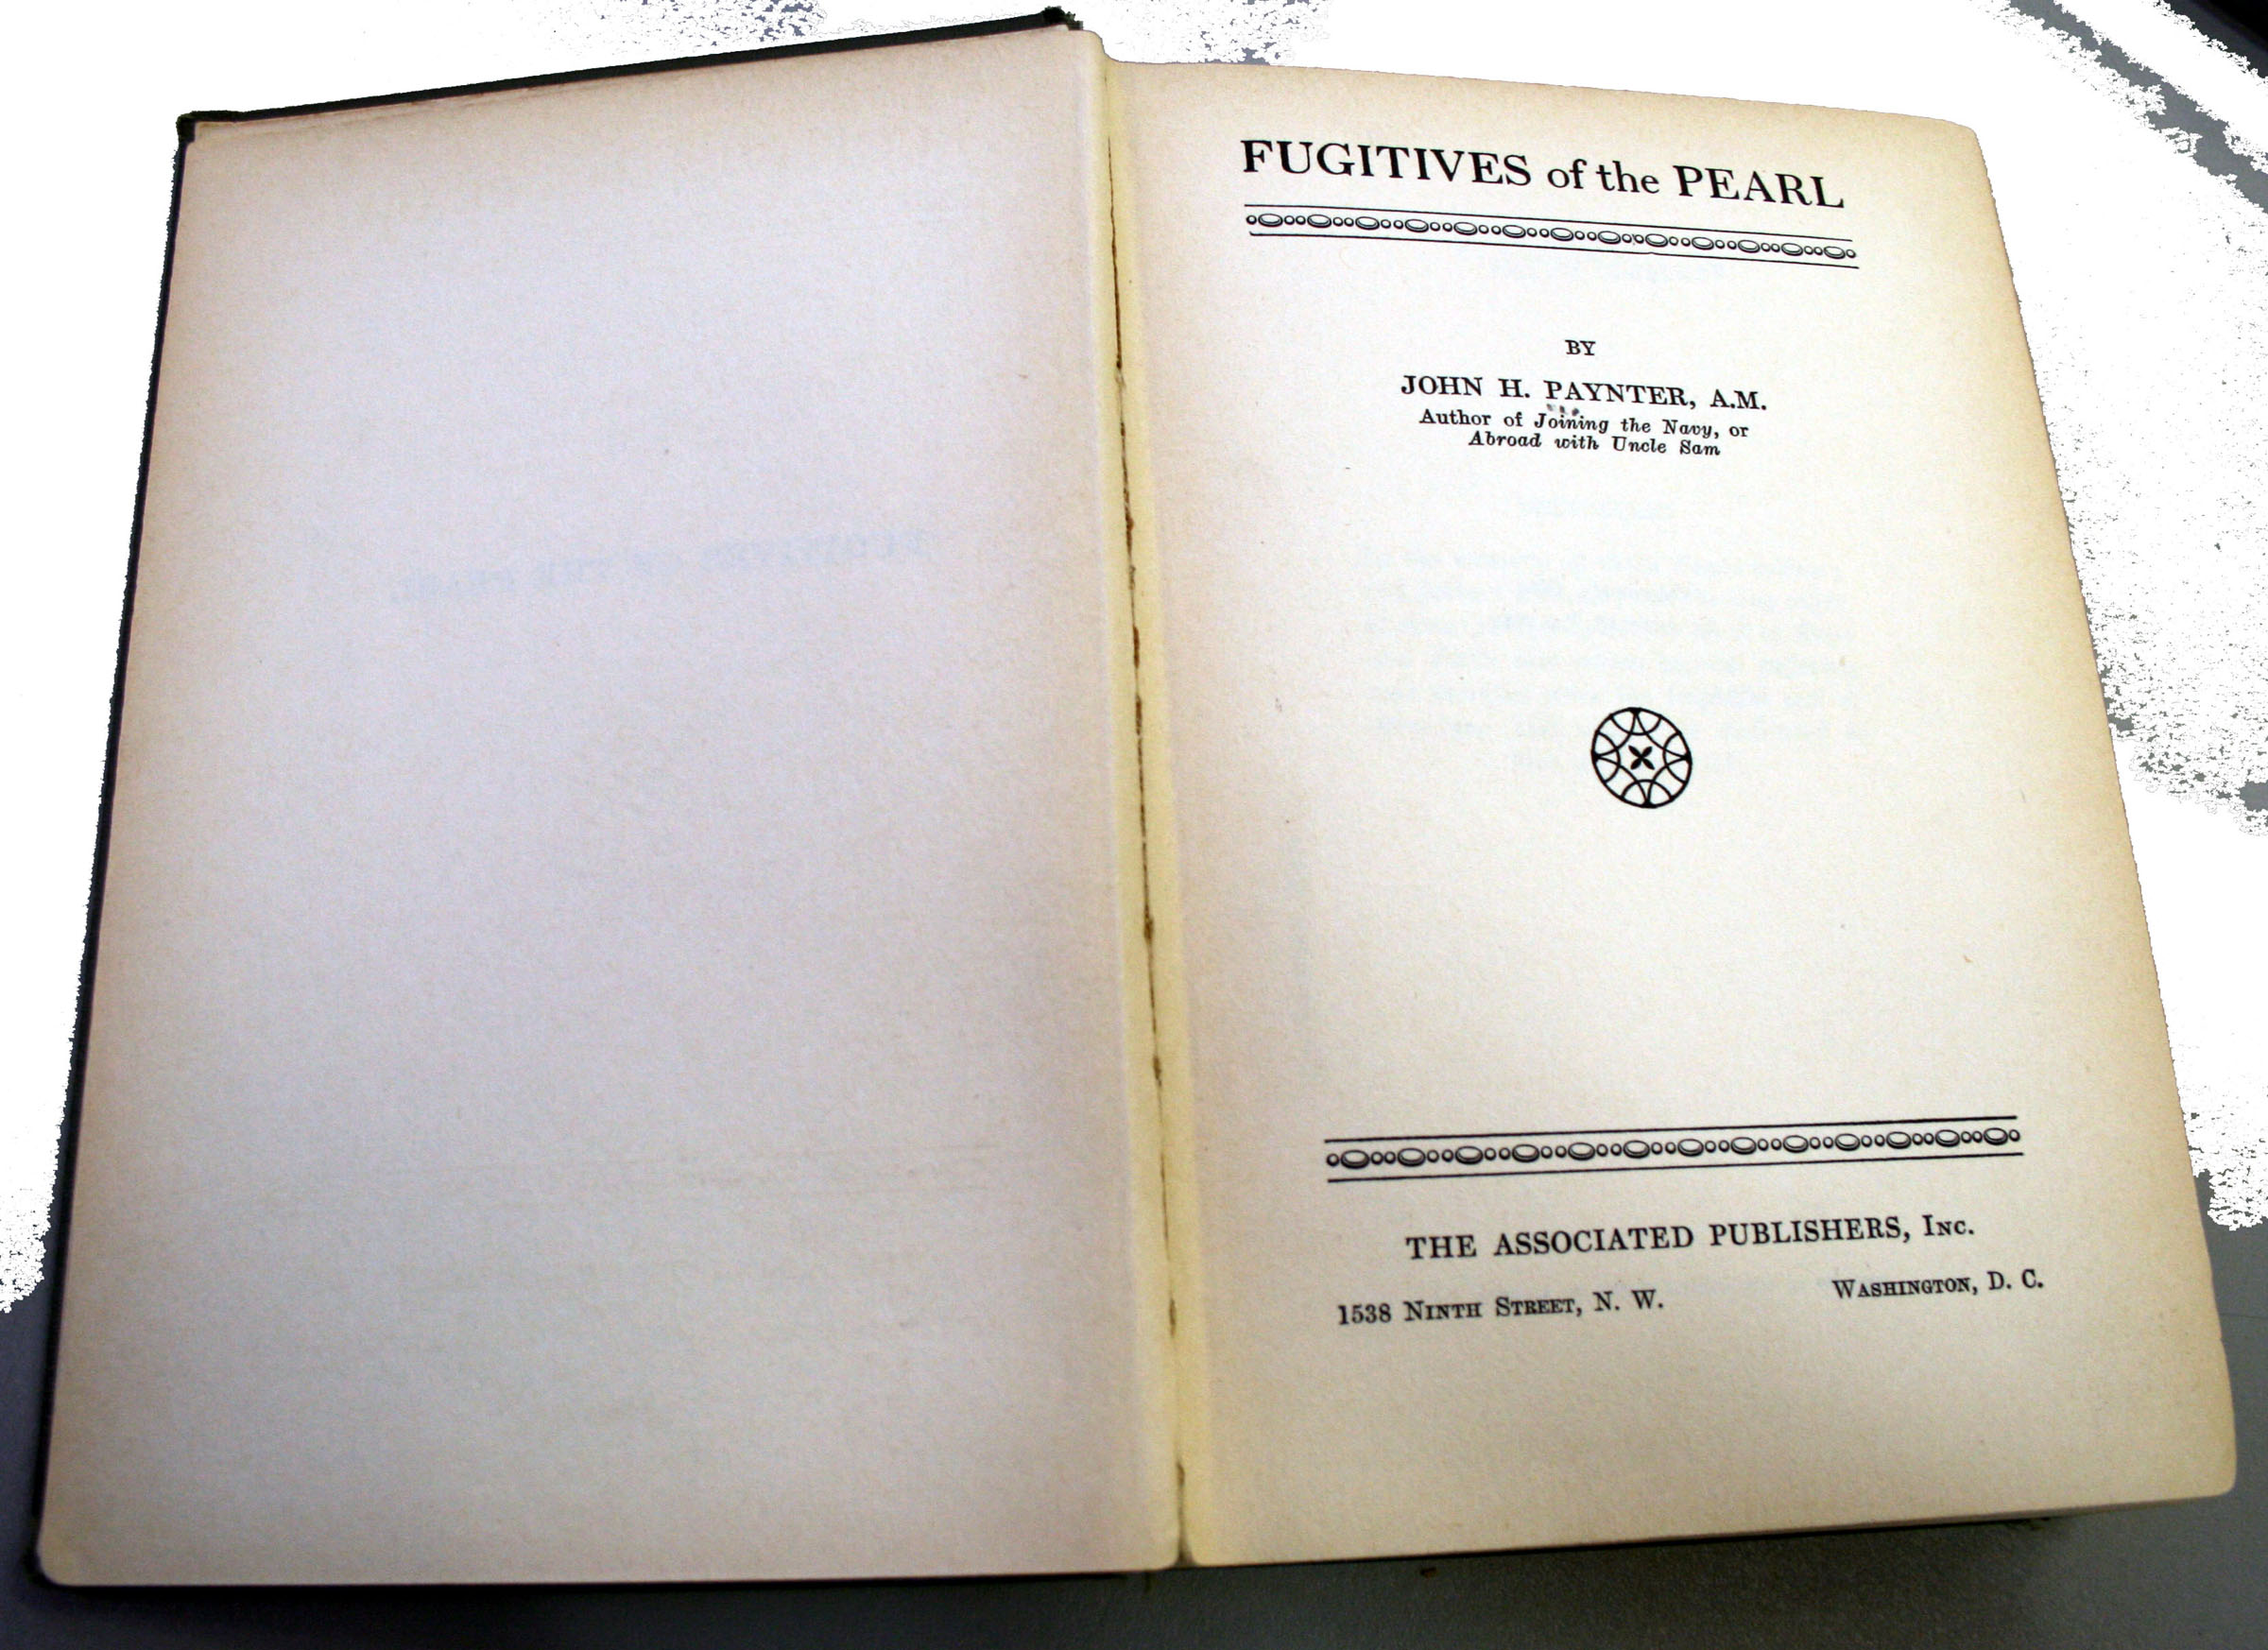 FUGITIVES of the PEARL
BY
JOHN H. PAYNTER, A.M.
Author of Joining the Navy, or
Abroad with Uncle Sam
THE ASSOCIATED PUBLISHERS, INC.
1538 NINTH STREET, N. W. WASHINGTON, D. C.